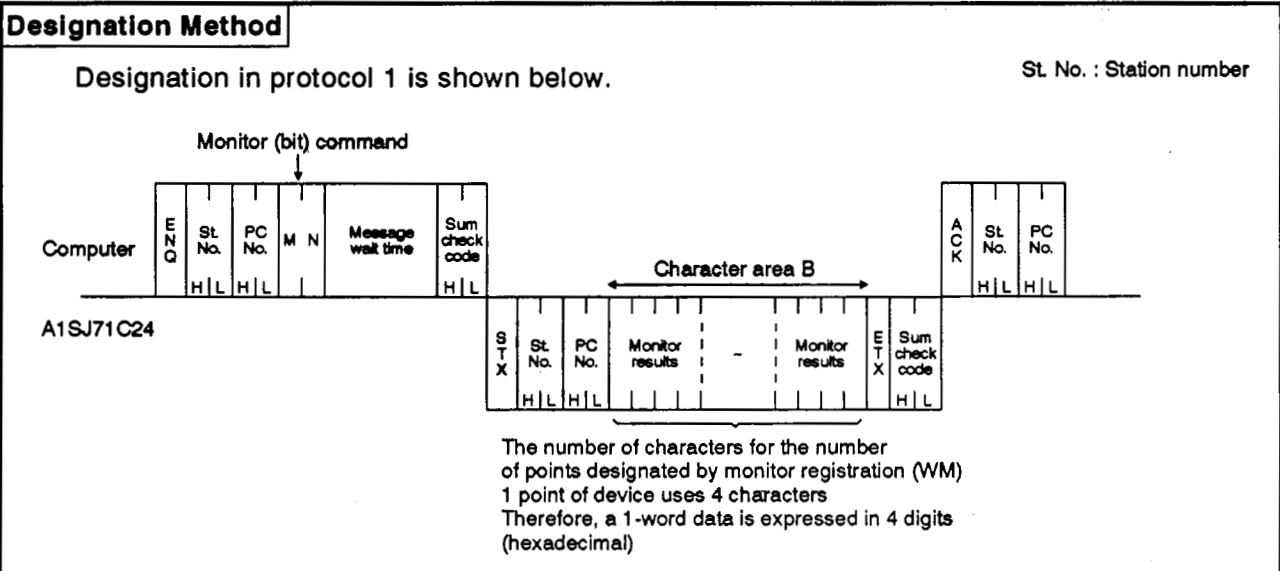 Designation Method
Designation in protocol 1 is shown below.
St. No. : Station number
Monitor (bit) command
Computer
ENQ
St. No.
H L
PC No.
H L
M N
Message wait time
Sum check code
H L
ACK
St. No.
H L
PC No.
H L
Character area B
A1SJ71C24
STX
St. No.
H L
PC No.
H L
Monitor results
~
Monitor results
ETX
Sum check code
H L
The number of characters for the number
of points designated by monitor registration (WM)
1 point of device uses 4 characters
Therefore, a 1-word data is expressed in 4 digits
(hexadecimal)